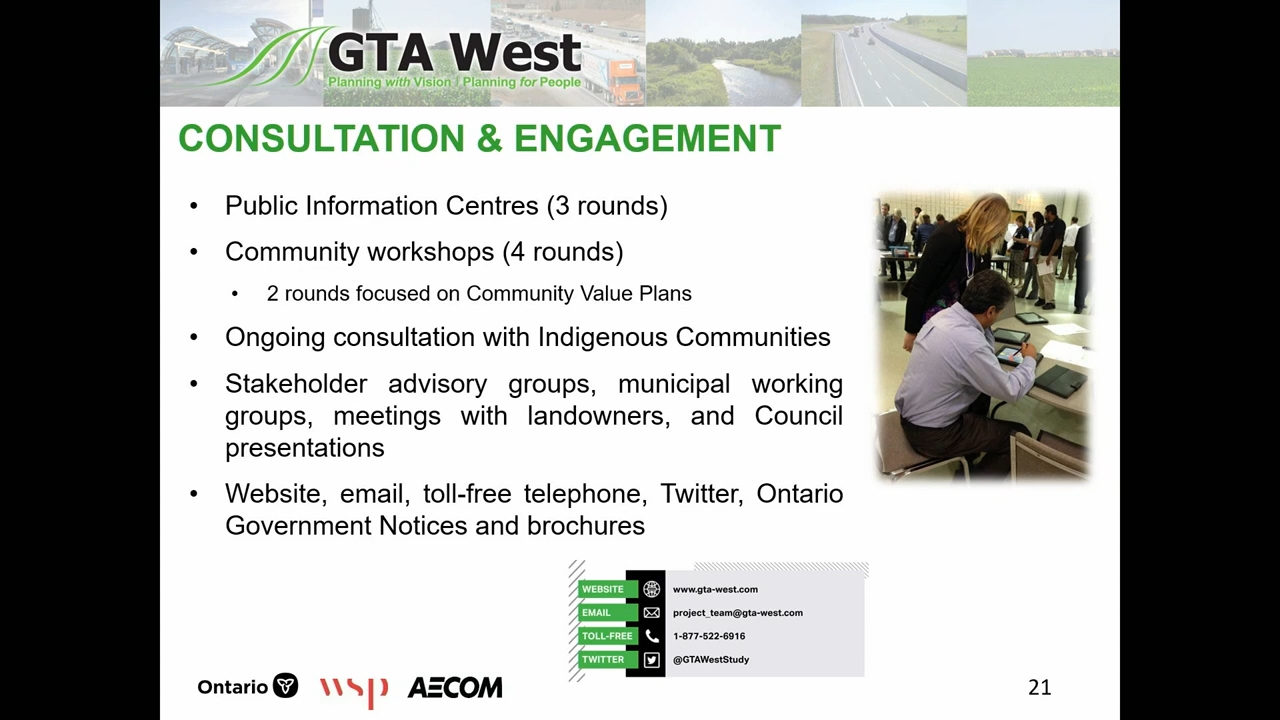 GTA West
Planning with Vision | Planning for People
CONSULTATION & ENGAGEMENT
• Public Information Centres (3 rounds)
• Community workshops (4 rounds)
• 2 rounds focused on Community Value Plans
• Ongoing consultation with Indigenous Communities
• Stakeholder advisory groups, municipal working
groups, meetings with landowners, and Council
presentations
• Website, email, toll-free telephone, Twitter, Ontario
Government Notices and brochures
WEBSITE www.gta-west.com
EMAIL project_team@gta-west.com
TOLL-FREE 1-877-522-6916
TWITTER @GTAWestStudy
Ontario wsp AECOM 21